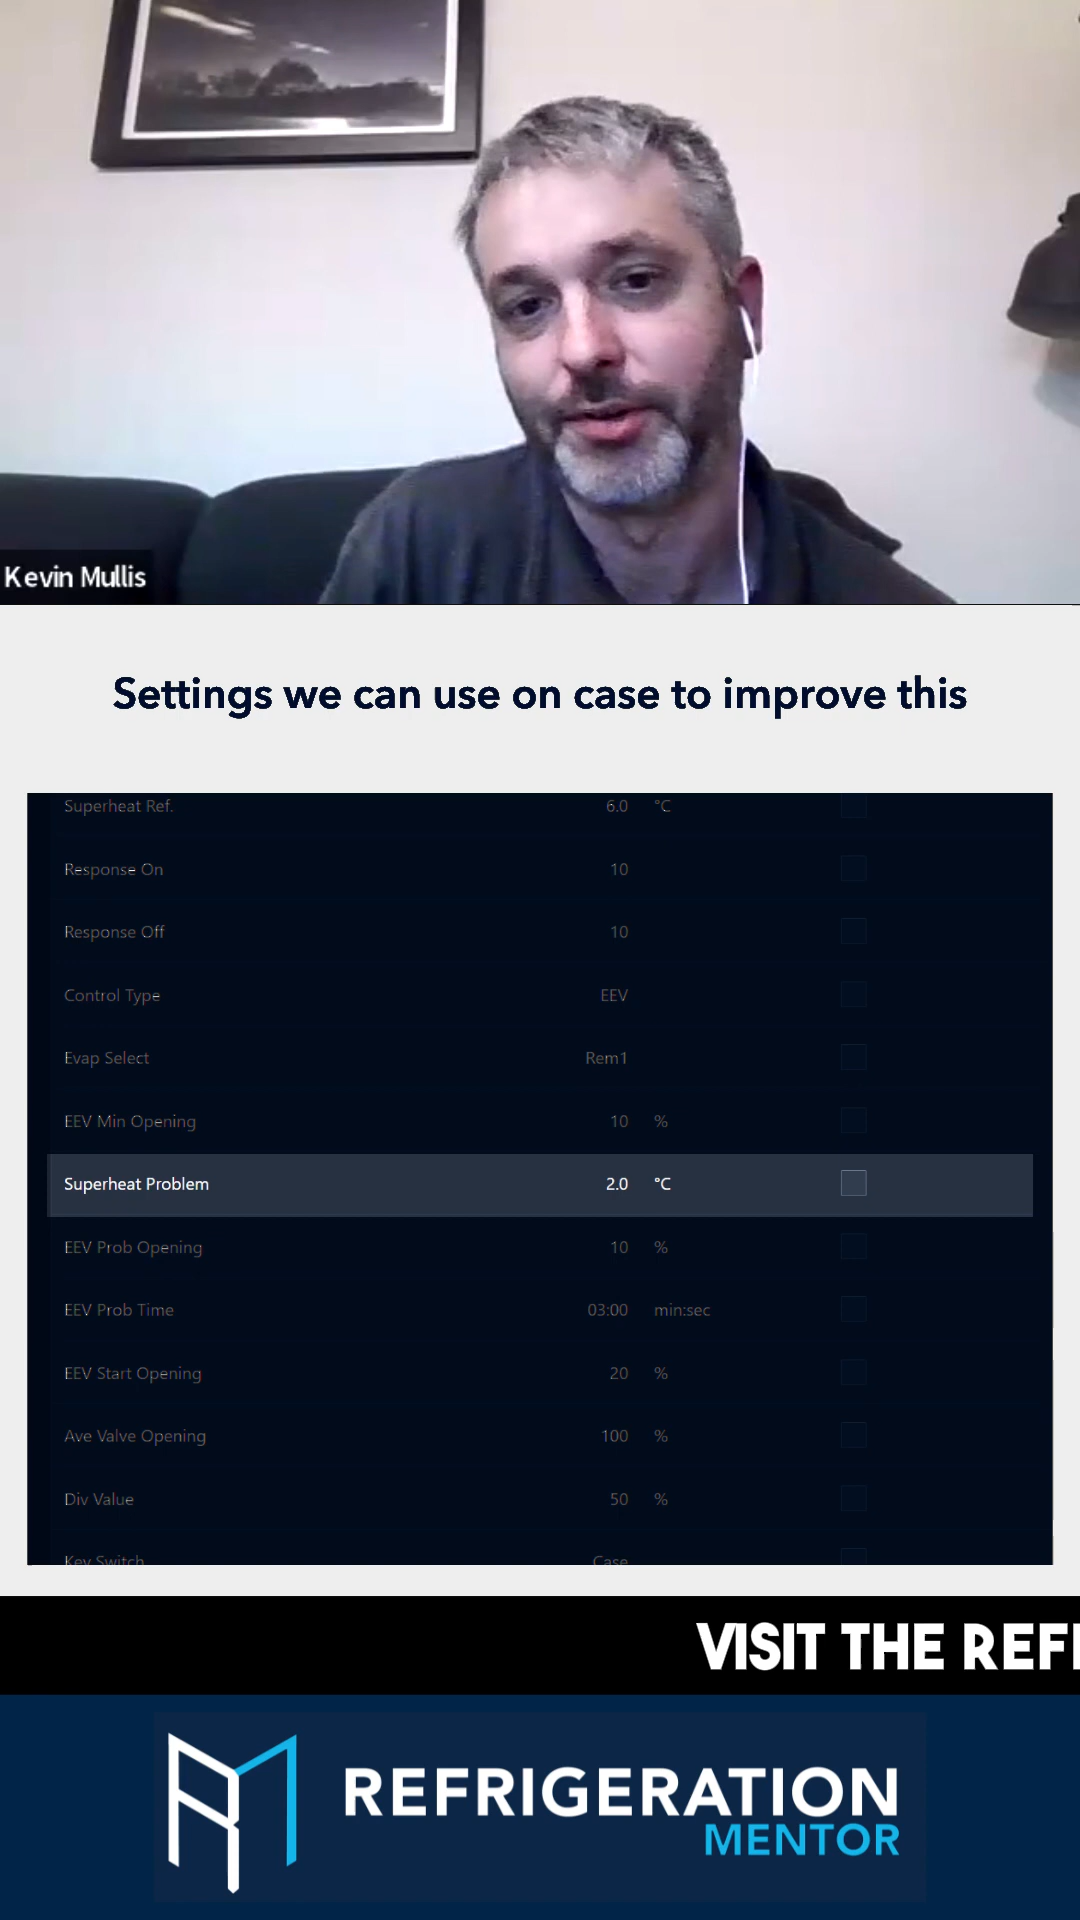 Kevin Mullis
Settings we can use on case to improve this
Superheat Ref. 6.0 °C
Response On 10
Response Off 10
Control Type EEV
Evap Select Rem1
EEV Min Opening 10 %
Superheat Problem 2.0 °C
EEV Prob Opening 10 %
EEV Prob Time 03:00 min:sec
EEV Start Opening 20 %
Ave Valve Opening 100 %
Div Value 50 %
Key Switch Case
VISIT THE REF
REFRIGERATION
MENTOR